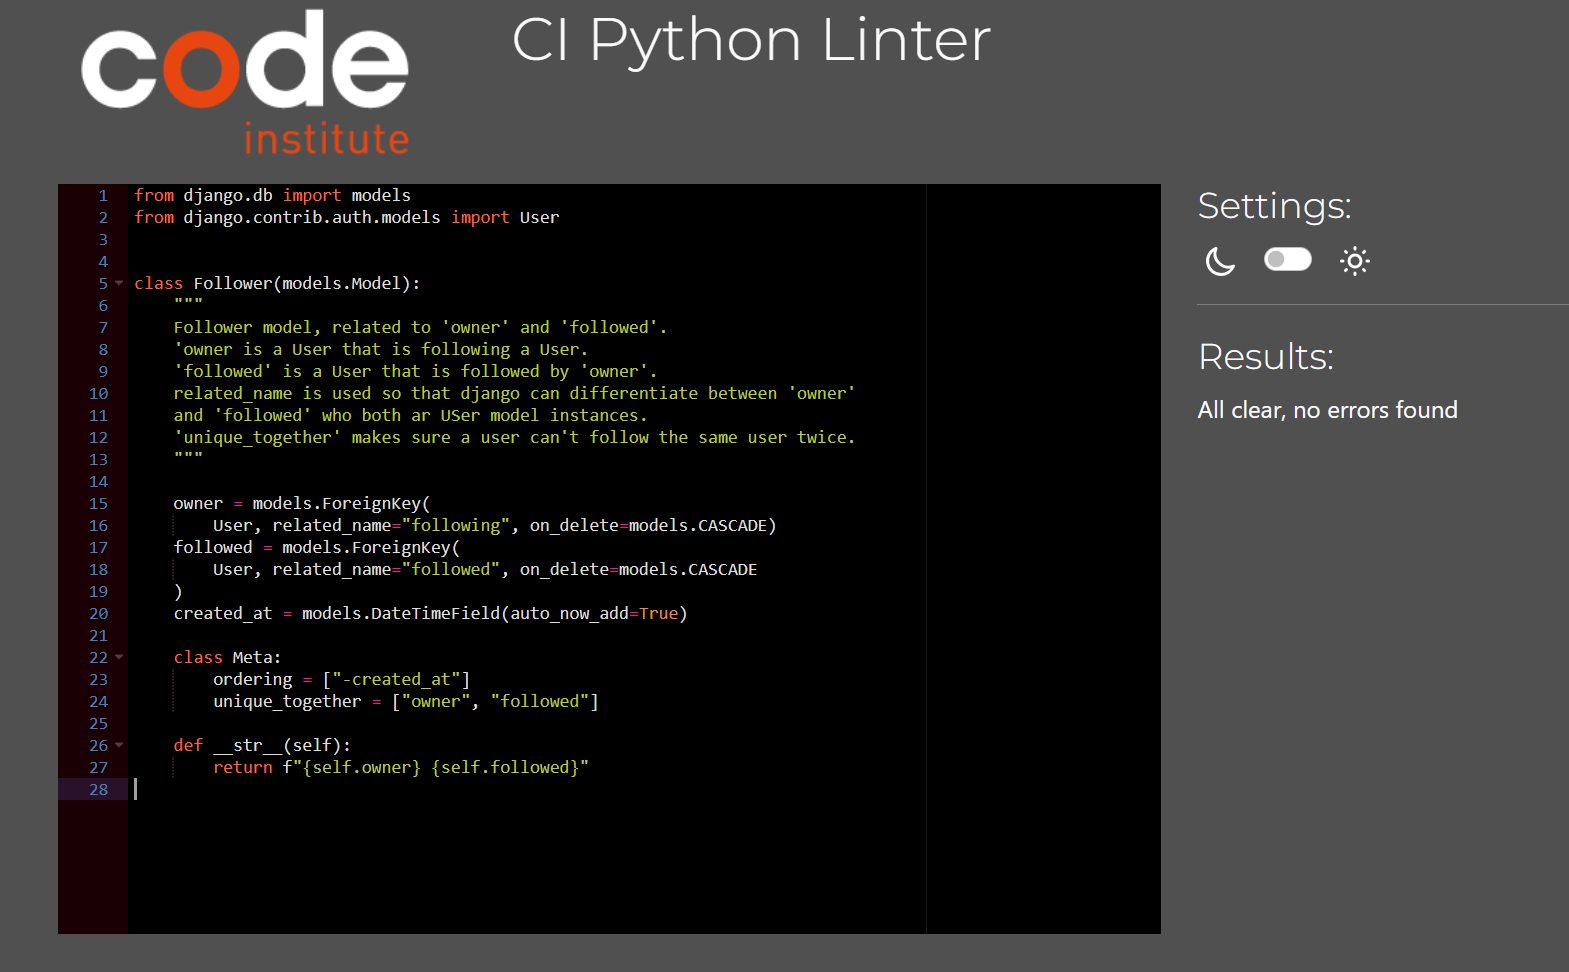 code
institute
CI Python Linter
1 from django.db import models
2 from django.contrib.auth.models import User
3
4
5 class Follower(models.Model):
6     """
7     Follower model, related to 'owner' and 'followed'.
8     'owner is a User that is following a User.
9     'followed' is a User that is followed by 'owner'.
10     related_name is used so that django can differentiate between 'owner'
11     and 'followed' who both ar USer model instances.
12     'unique_together' makes sure a user can't follow the same user twice.
13     """
14
15     owner = models.ForeignKey(
16         User, related_name="following", on_delete=models.CASCADE)
17     followed = models.ForeignKey(
18         User, related_name="followed", on_delete=models.CASCADE
19     )
20     created_at = models.DateTimeField(auto_now_add=True)
21
22     class Meta:
23         ordering = ["-created_at"]
24         unique_together = ["owner", "followed"]
25
26     def __str__(self):
27         return f"{self.owner} {self.followed}"
28
Settings:
Results:
All clear, no errors found